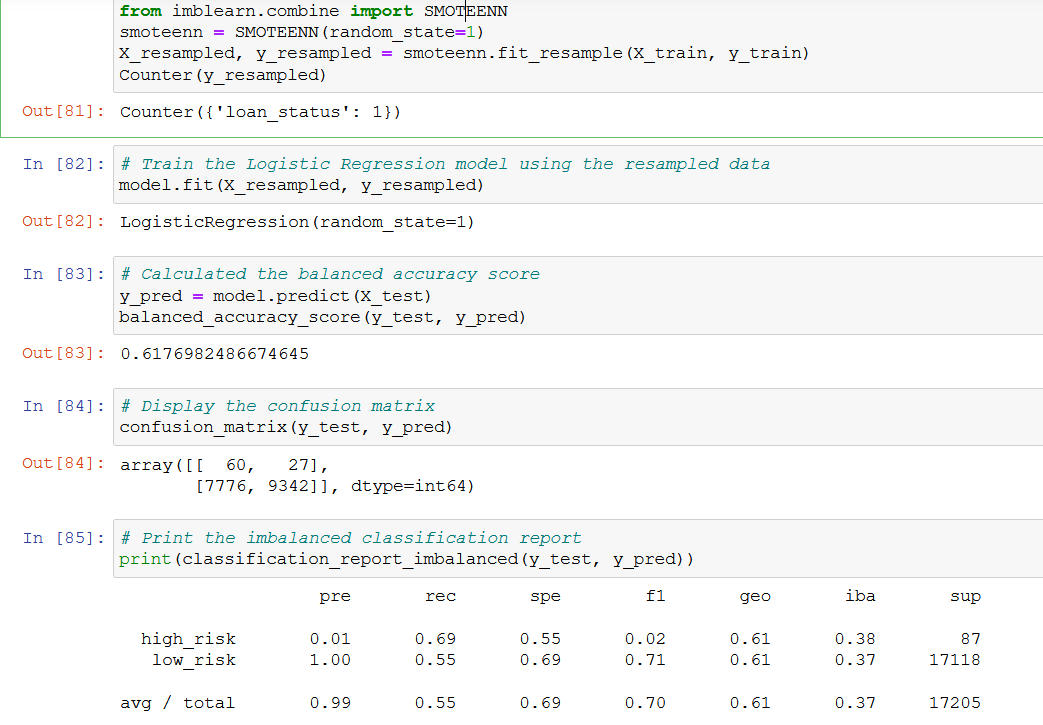 from imblearn.combine import SMOTEENN
smoteenn = SMOTEENN(random_state=1)
X_resampled, y_resampled = smoteenn.fit_resample(X_train, y_train)
Counter(y_resampled)
Out[81]: Counter({'loan_status': 1})
In [82]: # Train the Logistic Regression model using the resampled data
model.fit(X_resampled, y_resampled)
Out[82]: LogisticRegression(random_state=1)
In [83]: # Calculated the balanced accuracy score
y_pred = model.predict(X_test)
balanced_accuracy_score(y_test, y_pred)
Out[83]: 0.6176982486674645
In [84]: # Display the confusion matrix
confusion_matrix(y_test, y_pred)
Out[84]: array([[  60,   27],
[7776, 9342]], dtype=int64)
In [85]: # Print the imbalanced classification report
print(classification_report_imbalanced(y_test, y_pred))
pre rec spe f1 geo iba sup
high_risk 0.01 0.69 0.55 0.02 0.61 0.38 87
low_risk 1.00 0.55 0.69 0.71 0.61 0.37 17118
avg / total 0.99 0.55 0.69 0.70 0.61 0.37 17205